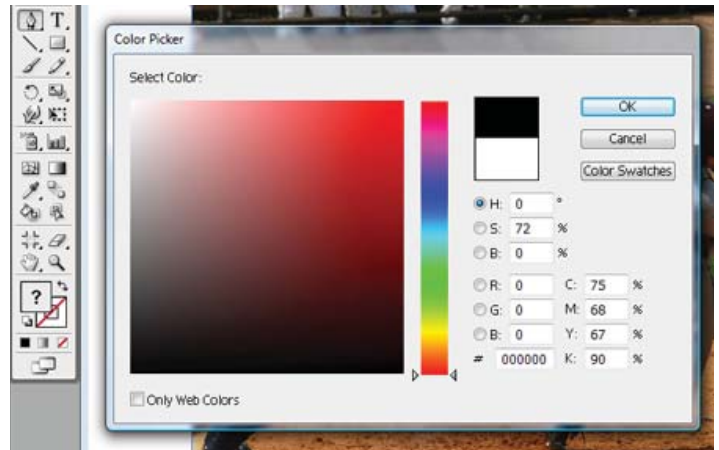 T
Color Picker
Select Color:
OK
Cancel
Color Swatches
H: 0 °
S: 72 %
B: 0 %
R: 0 C: 75 %
G: 0 M: 68 %
B: 0 Y: 67 %
# 000000 K: 90 %
?
Only Web Colors